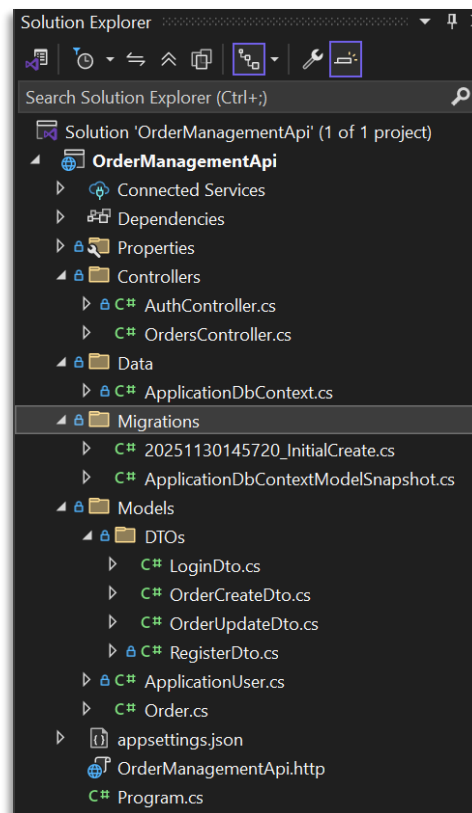 Solution Explorer
Search Solution Explorer (Ctrl+;)
Solution 'OrderManagementApi' (1 of 1 project)
OrderManagementApi
Connected Services
Dependencies
Properties
Controllers
C# AuthController.cs
C# OrdersController.cs
Data
C# ApplicationDbContext.cs
Migrations
C# 20251130145720_InitialCreate.cs
C# ApplicationDbContextModelSnapshot.cs
Models
DTOs
C# LoginDto.cs
C# OrderCreateDto.cs
C# OrderUpdateDto.cs
C# RegisterDto.cs
C# ApplicationUser.cs
C# Order.cs
appsettings.json
OrderManagementApi.http
C# Program.cs